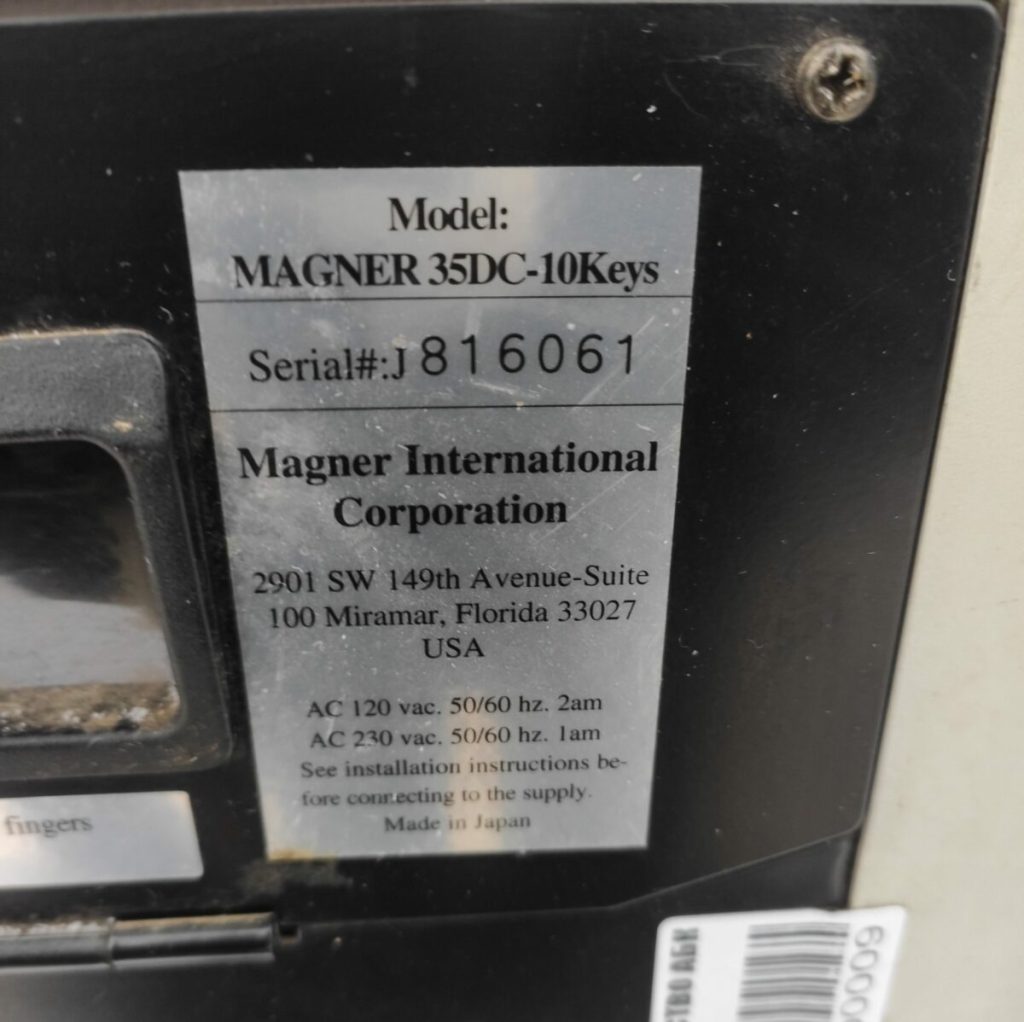 Model:
MAGNER 35DC-10Keys
Serial#:J 816061
Magner International
Corporation
2901 SW 149th Avenue-Suite
100 Miramar, Florida 33027
USA
AC 120 vac. 50/60 hz. 2am
AC 230 vac. 50/60 hz. 1am
See installation instructions be-
fore connecting to the supply.
Made in Japan
fingers